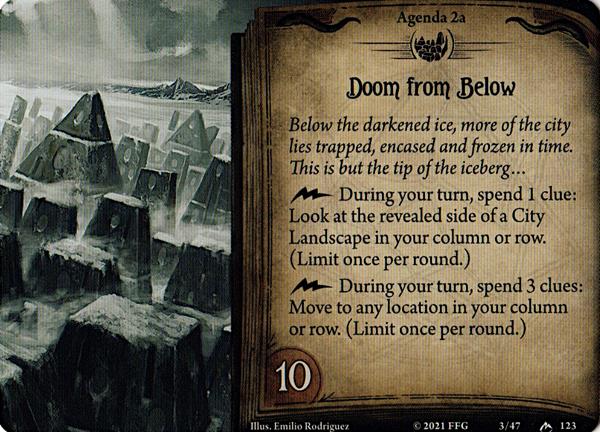 Agenda 2a
Doom from Below
Below the darkened ice, more of the city
lies trapped, encased and frozen in time.
This is but the tip of the iceberg…
During your turn, spend 1 clue:
Look at the revealed side of a City
Landscape in your column or row.
(Limit once per round.)
During your turn, spend 3 clues:
Move to any location in your column
or row. (Limit once per round.)
10
Illus. Emilio Rodriguez © 2021 FFG 3/47 123